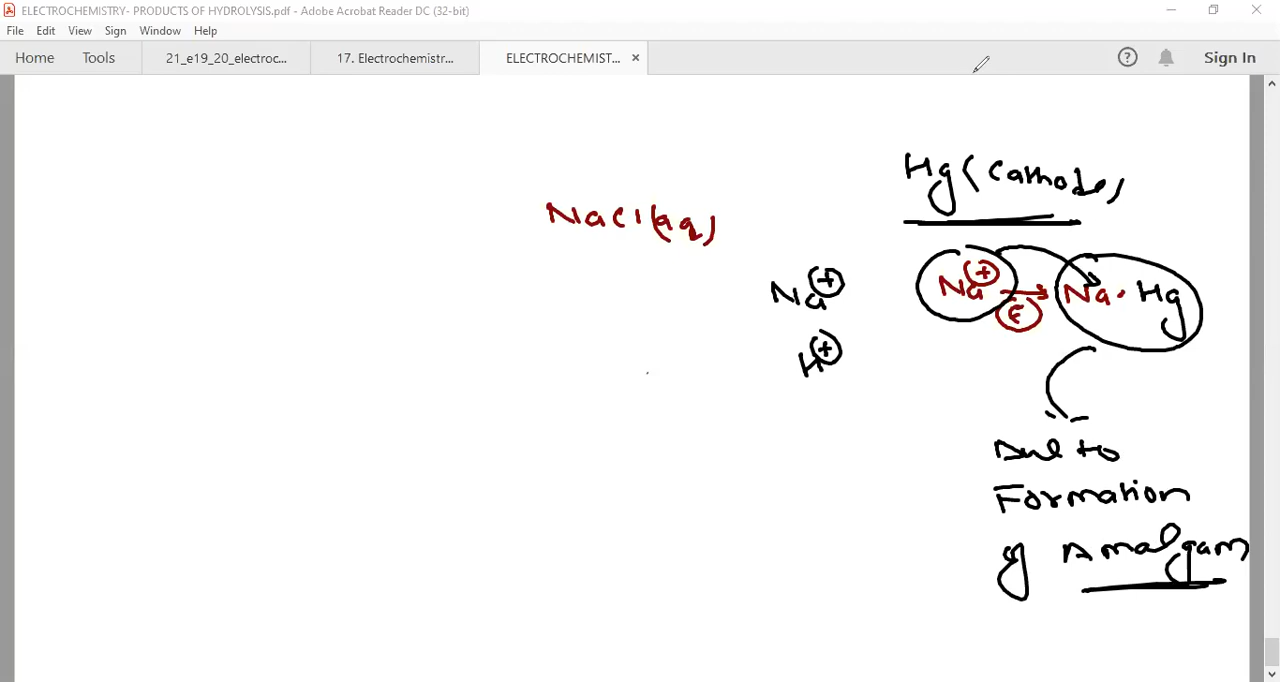 ELECTROCHEMISTRY- PRODUCTS OF HYDROLYSIS.pdf - Adobe Acrobat Reader DC (32-bit)
File Edit View Sign Window Help
Home Tools 21_e19_20_electroc... 17. Electrochemistr... ELECTROCHEMIST... × Sign In
Hg (Cathode)
NaCl(aq)
Na+ Na+ → Na·Hg
e
H+
Due to
Formation
of Amalgam